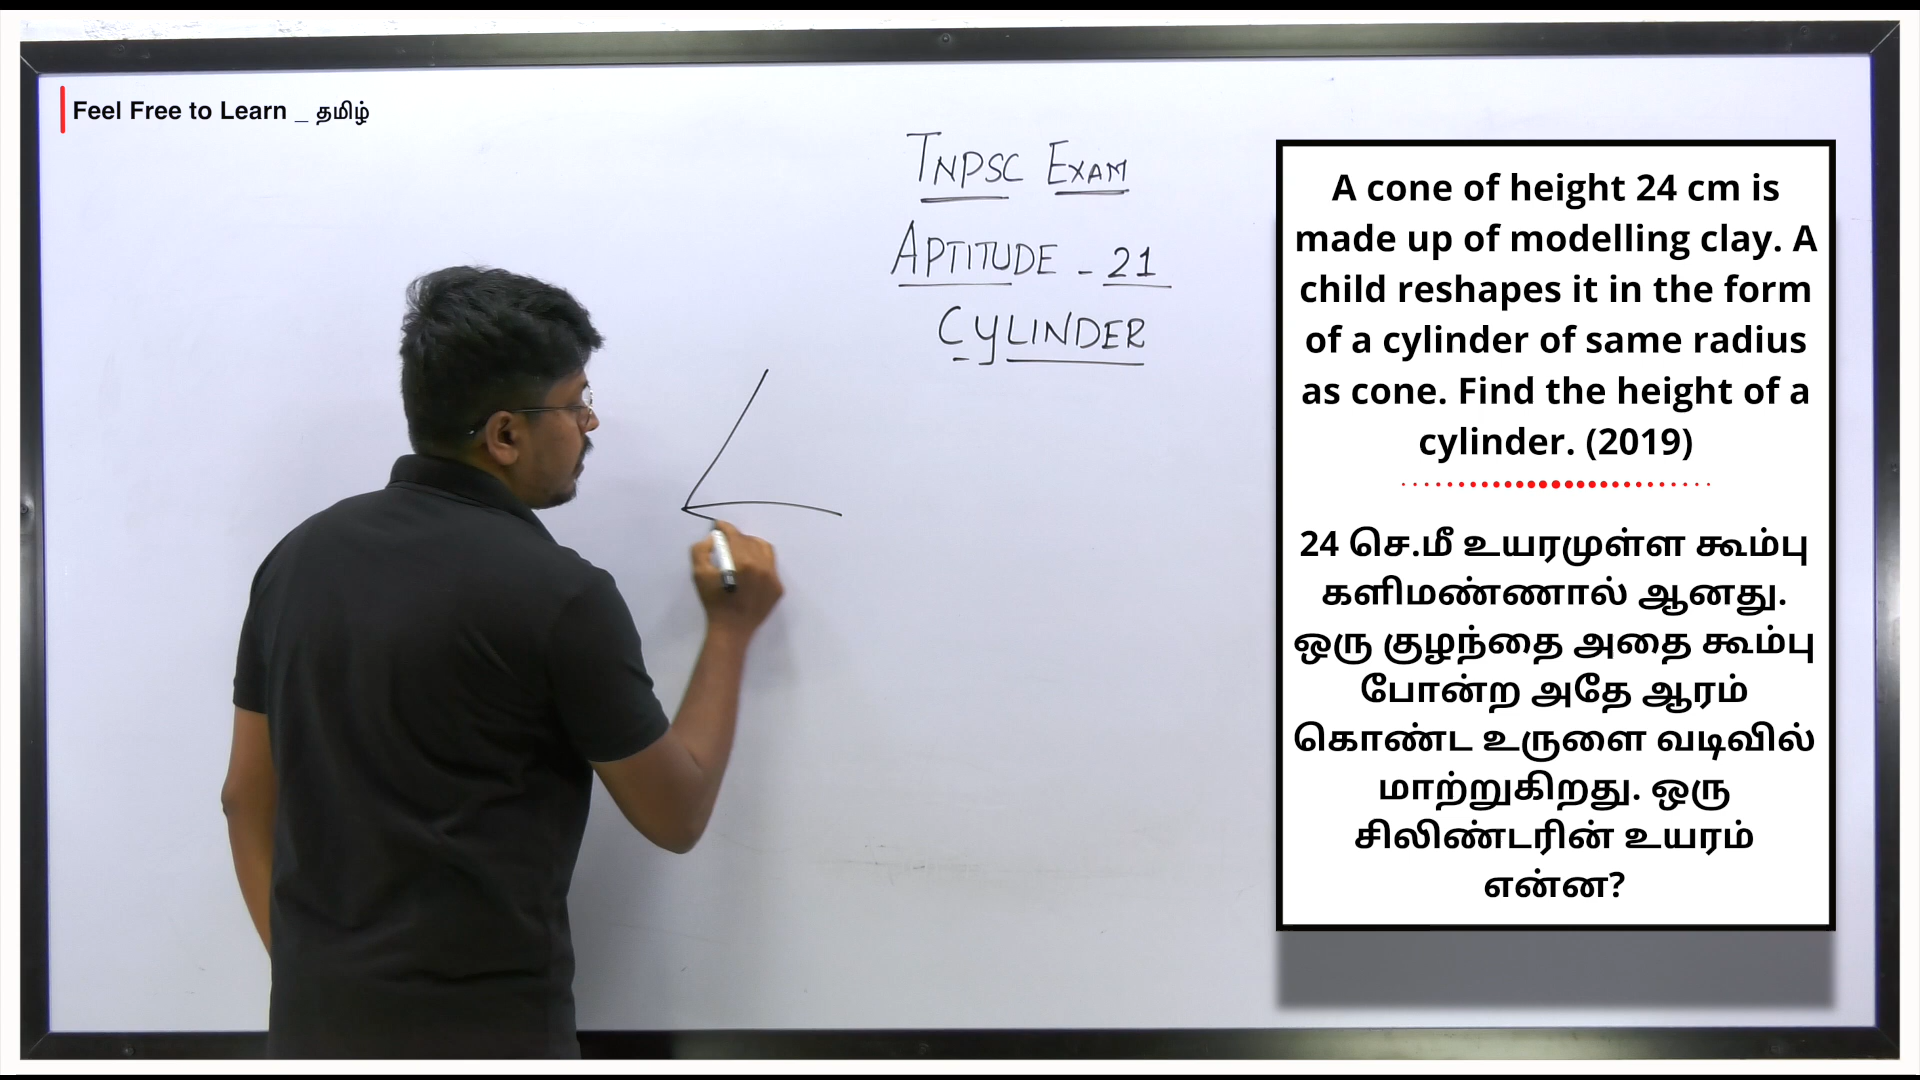 Feel Free to Learn _ தமிழ்
TNPSC EXAM
APTITUDE - 21
CYLINDER
A cone of height 24 cm is
made up of modelling clay. A
child reshapes it in the form
of a cylinder of same radius
as cone. Find the height of a
cylinder. (2019)
24 செ.மீ உயரமுள்ள கூம்பு
களிமண்ணால் ஆனது.
ஒரு குழந்தை அதை கூம்பு
போன்ற அதே ஆரம்
கொண்ட உருளை வடிவில்
மாற்றுகிறது. ஒரு
சிலிண்டரின் உயரம்
என்ன?